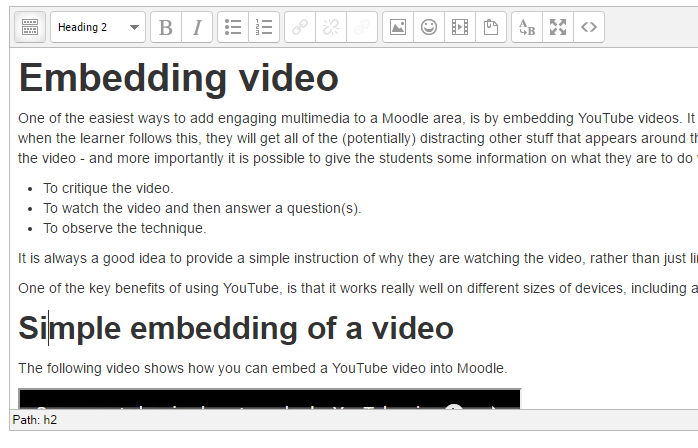 Heading 2
B I
Embedding video
One of the easiest ways to add engaging multimedia to a Moodle area, is by embedding YouTube videos. It
when the learner follows this, they will get all of the (potentially) distracting other stuff that appears around
the video - and more importantly it is possible to give the students some information on what they are to do
To critique the video.
To watch the video and then answer a question(s).
To observe the technique.
It is always a good idea to provide a simple instruction of why they are watching the video, rather than just
One of the key benefits of using YouTube, is that it works really well on different sizes of devices, including a
Simple embedding of a video
The following video shows how you can embed a YouTube video into Moodle.
Path: h2